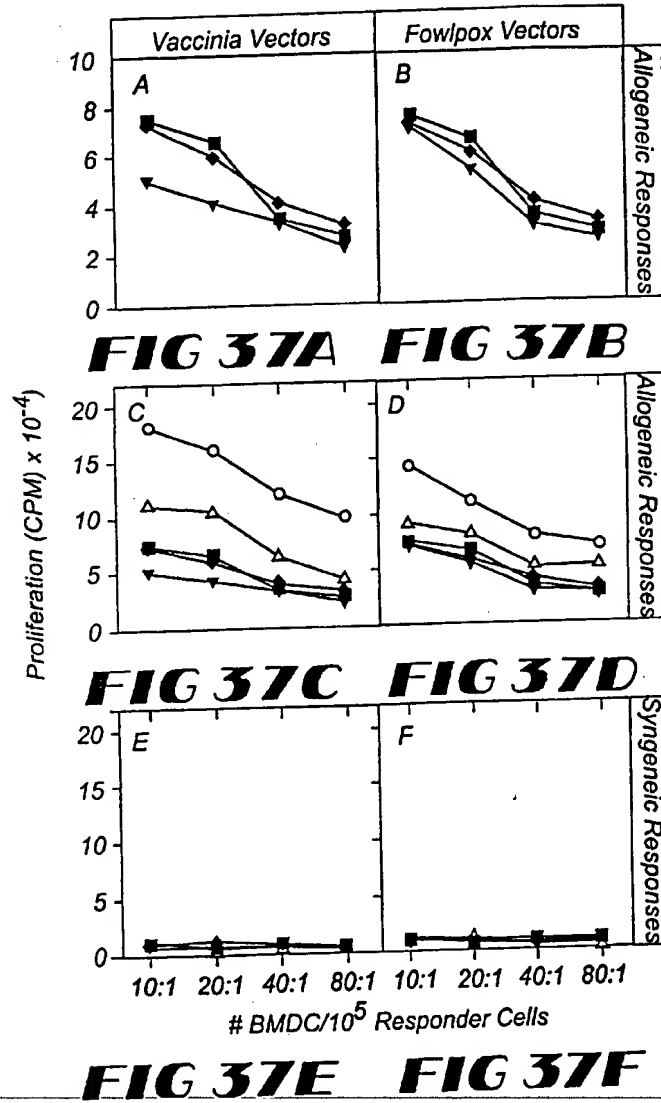 Vaccinia Vectors
Fowlpox Vectors
10
8
6
4
2
0
A
B
Allogeneic Responses
FIG 37A
FIG 37B
Proliferation (CPM) x 10⁻⁴
20
15
10
5
0
C
D
Allogeneic Responses
FIG 37C
FIG 37D
20
15
10
5
0
E
F
Syngeneic Responses
10:1 20:1 40:1 80:1 10:1 20:1 40:1 80:1
# BMDC/10⁵ Responder Cells
FIG 37E
FIG 37F